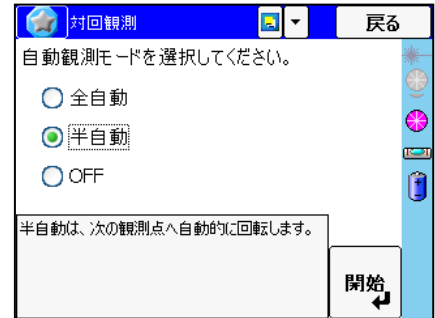 対回観測
戻る
自動観測モードを選択してください。
全自動
半自動
OFF
半自動は、次の観測点へ自動的に回転します。
開始